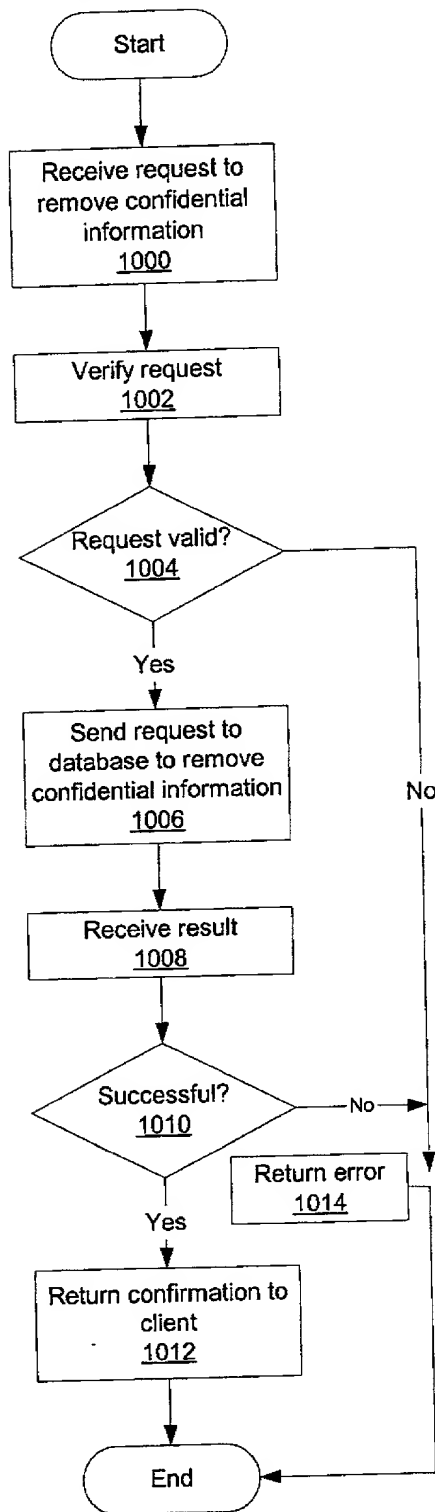 Start
Receive request to
remove confidential
information
1000
Verify request
1002
Request valid?
1004
Yes
Send request to
database to remove
confidential information
1006
No
Receive result
1008
Successful?
1010
No
Return error
1014
Yes
Return confirmation to
client
1012
End